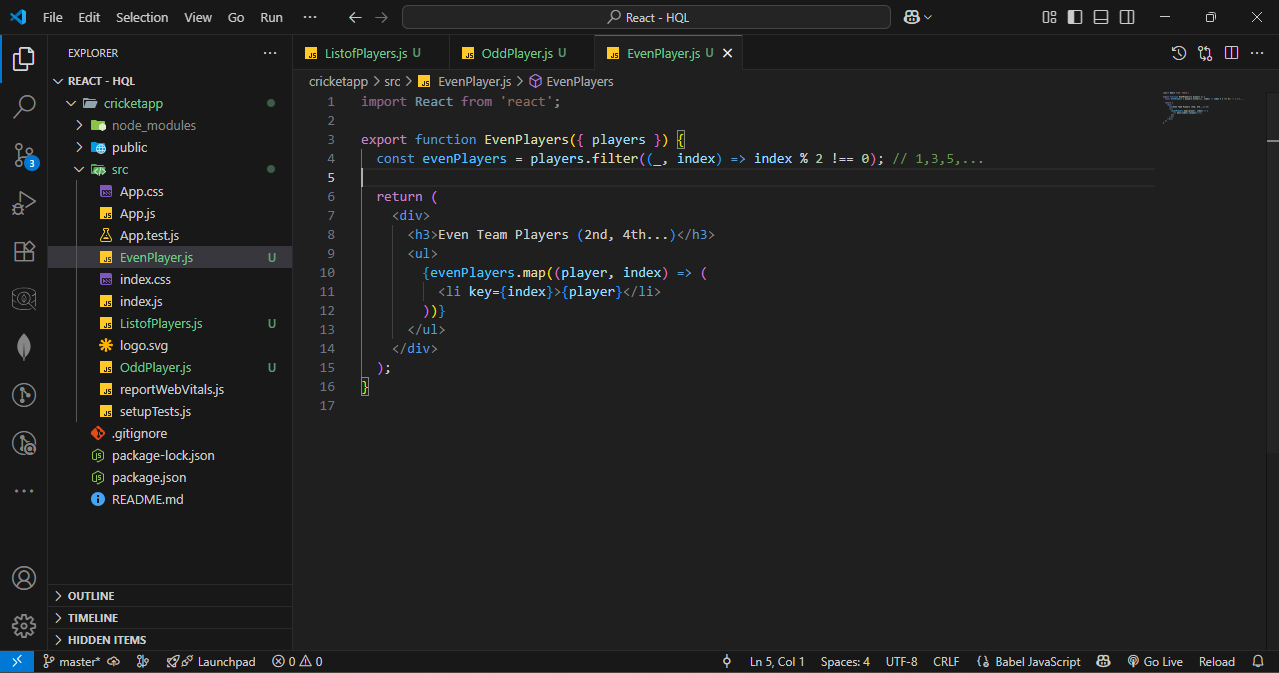 File Edit Selection View Go Run ··· React - HQL
EXPLORER ···
REACT - HQL
cricketapp
node_modules
public
src
App.css
App.js
App.test.js
EvenPlayer.js U
index.css
index.js
ListofPlayers.js U
logo.svg
OddPlayer.js U
reportWebVitals.js
setupTests.js
.gitignore
package-lock.json
package.json
README.md
OUTLINE
TIMELINE
HIDDEN ITEMS
3
JS ListofPlayers.js U JS OddPlayer.js U JS EvenPlayer.js U
cricketapp > src > JS EvenPlayer.js > EvenPlayers
1 import React from 'react';
2
3 export function EvenPlayers({ players }) {
4 const evenPlayers = players.filter((_, index) => index % 2 !== 0); // 1,3,5,...
5
6 return (
7 <div>
8 <h3>Even Team Players (2nd, 4th...)</h3>
9 <ul>
10 {evenPlayers.map((player, index) => (
11 <li key={index}>{player}</li>
12 ))}
13 </ul>
14 </div>
15 );
16 }
17
master* Launchpad 0 0 Ln 5, Col 1 Spaces: 4 UTF-8 CRLF {} Babel JavaScript Go Live Reload